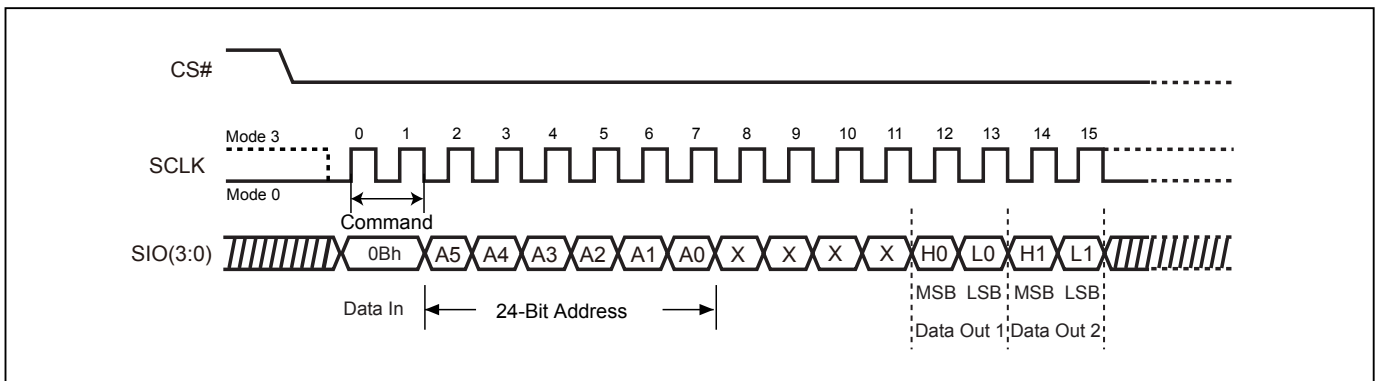 CS#
Mode 3 0 1 2 3 4 5 6 7 8 9 10 11 12 13 14 15
SCLK
Mode 0
Command
SIO(3:0) 0Bh A5 A4 A3 A2 A1 A0 X X X X H0 L0 H1 L1
MSB LSB MSB LSB
Data In 24-Bit Address
Data Out 1 Data Out 2